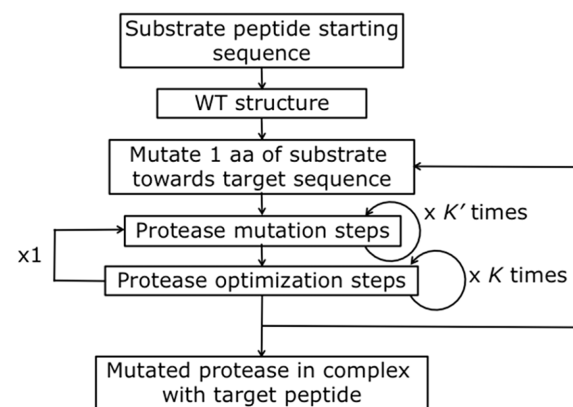 Substrate peptide starting
sequence
WT structure
Mutate 1 aa of substrate
towards target sequence
Protease mutation steps
x K′ times
x1
Protease optimization steps
x K times
Mutated protease in complex
with target peptide